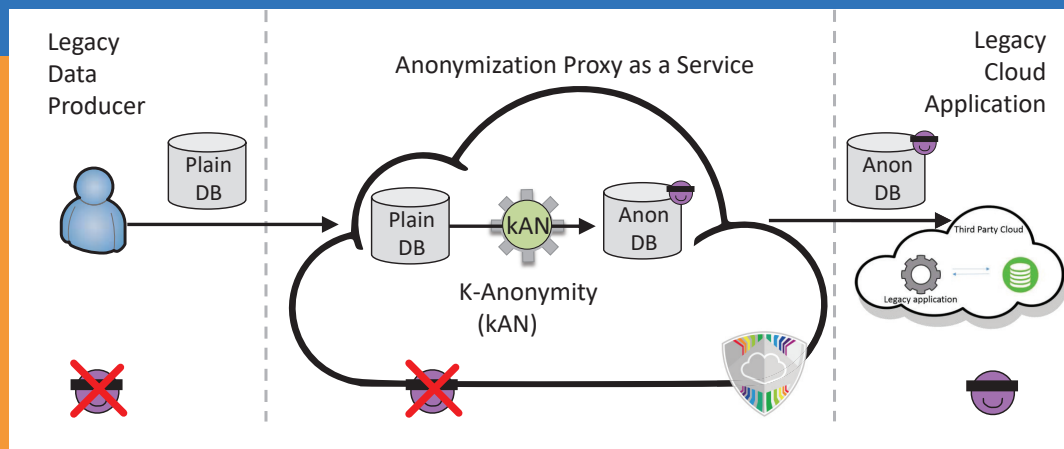 Legacy
Data
Producer
Anonymization Proxy as a Service
Legacy
Cloud
Application
Plain
DB
Plain
DB
kAN
Anon
DB
Anon
DB
K-Anonymity
(kAN)
Third Party Cloud
Legacy application